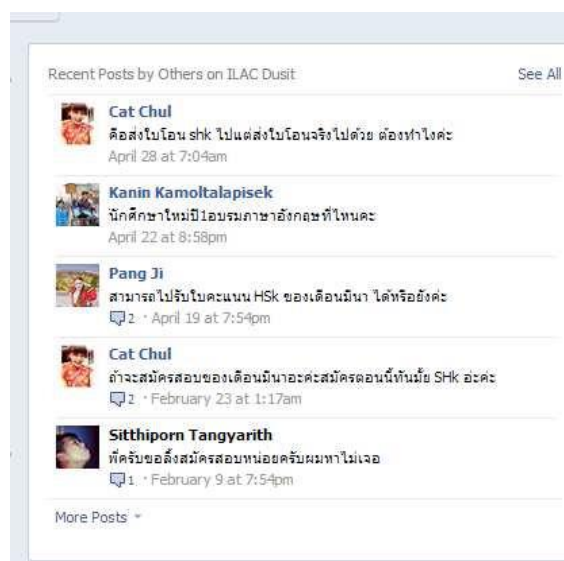 Recent Posts by Others on ILAC Dusit See All
Cat Chul
คือส่งใบโอน shk ไปแต่ส่งใบโอนจริงไปด้วย ต้องทำไงค่ะ
April 28 at 7:04am
Kanin Kamoltalapisek
นักศึกษาใหม่ปี1อบรมภาษาอังกฤษที่ไหนคะ
April 22 at 8:58pm
Pang Ji
สามารถไปรับใบคะแนน HSk ของเดือนมีนา ได้หรือยังค่ะ
2 · April 19 at 7:54pm
Cat Chul
ถ้าจะสมัครสอบของเดือนมีนาอะค่ะสมัครตอนนี้ทันมั้ย SHk อ่ะค่ะ
2 · February 23 at 1:17am
Sitthiporn Tangyarith
พี่ครับขอลิ้งสมัครสอบหน่อยครับผมหาไม่เจอ
1 · February 9 at 7:54pm
More Posts